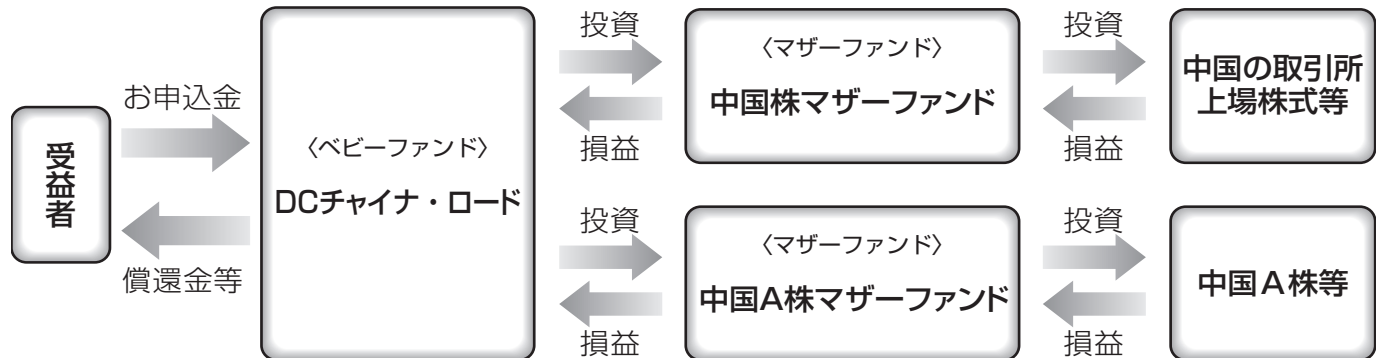 受益者
お申込金
償還金等
〈ベビーファンド〉
DCチャイナ・ロード
投資
損益
〈マザーファンド〉
中国株マザーファンド
投資
損益
中国の取引所
上場株式等
投資
損益
〈マザーファンド〉
中国A株マザーファンド
投資
損益
中国A株等